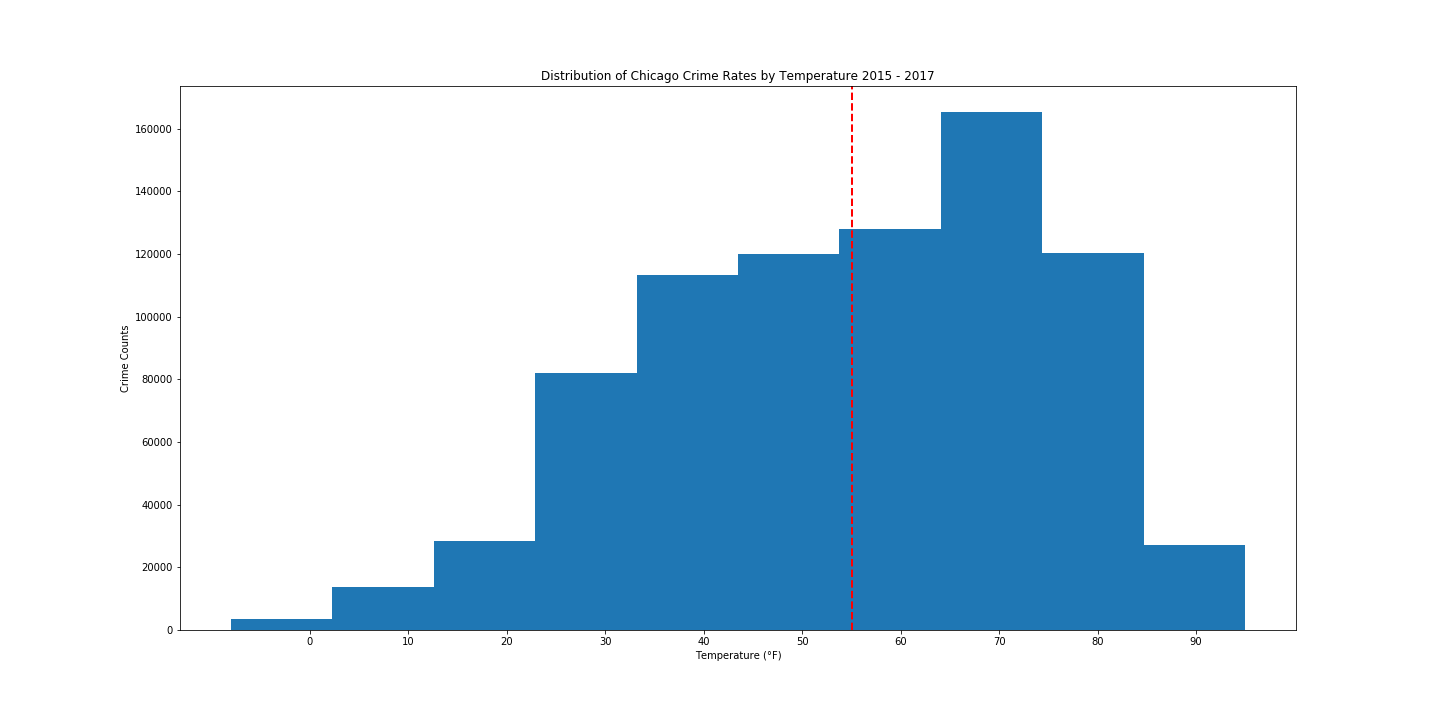 Distribution of Chicago Crime Rates by Temperature 2015 - 2017
160000
140000
120000
100000
80000
60000
40000
20000
0
Crime Counts
0 10 20 30 40 50 60 70 80 90
Temperature (°F)